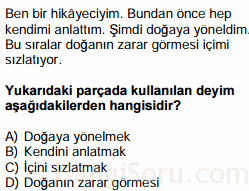 Ben bir hikâyeciyim. Bundan önce hep
kendimi anlattım. Şimdi doğaya yöneldim.
Bu sıralar doğanın zarar görmesi içimi
sızlatıyor.
Yukarıdaki parçada kullanılan deyim
aşağıdakilerden hangisidir?
A) Doğaya yönelmek
B) Kendini anlatmak
C) İçini sızlatmak
D) Doğanın zarar görmesi